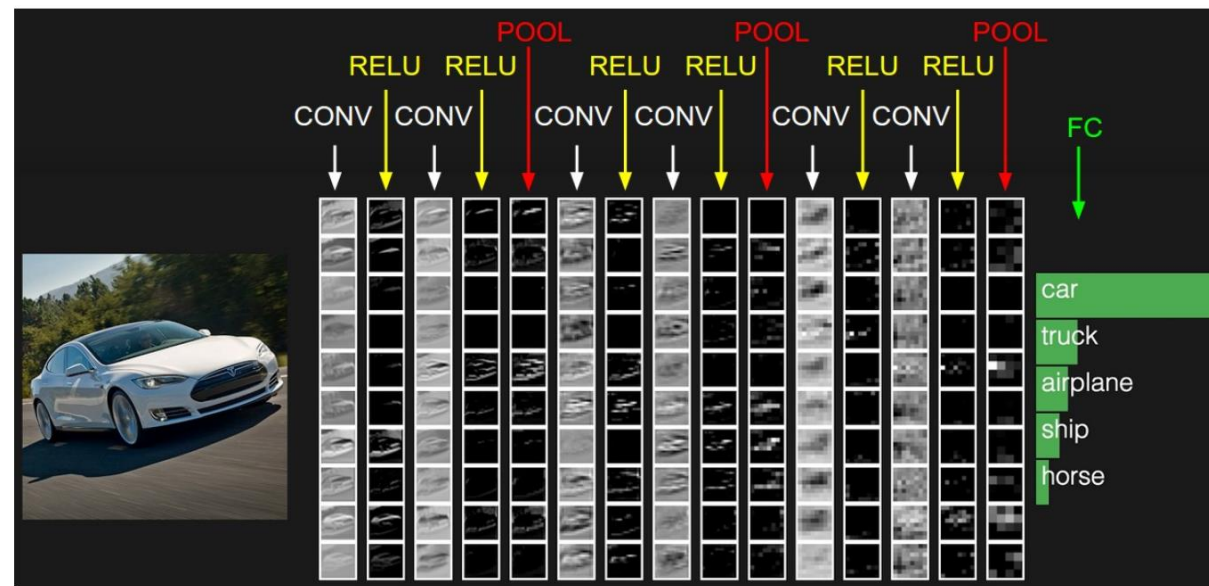 POOL POOL POOL
RELU RELU RELU RELU RELU RELU
CONV CONV CONV CONV CONV CONV
FC
car
truck
airplane
ship
horse